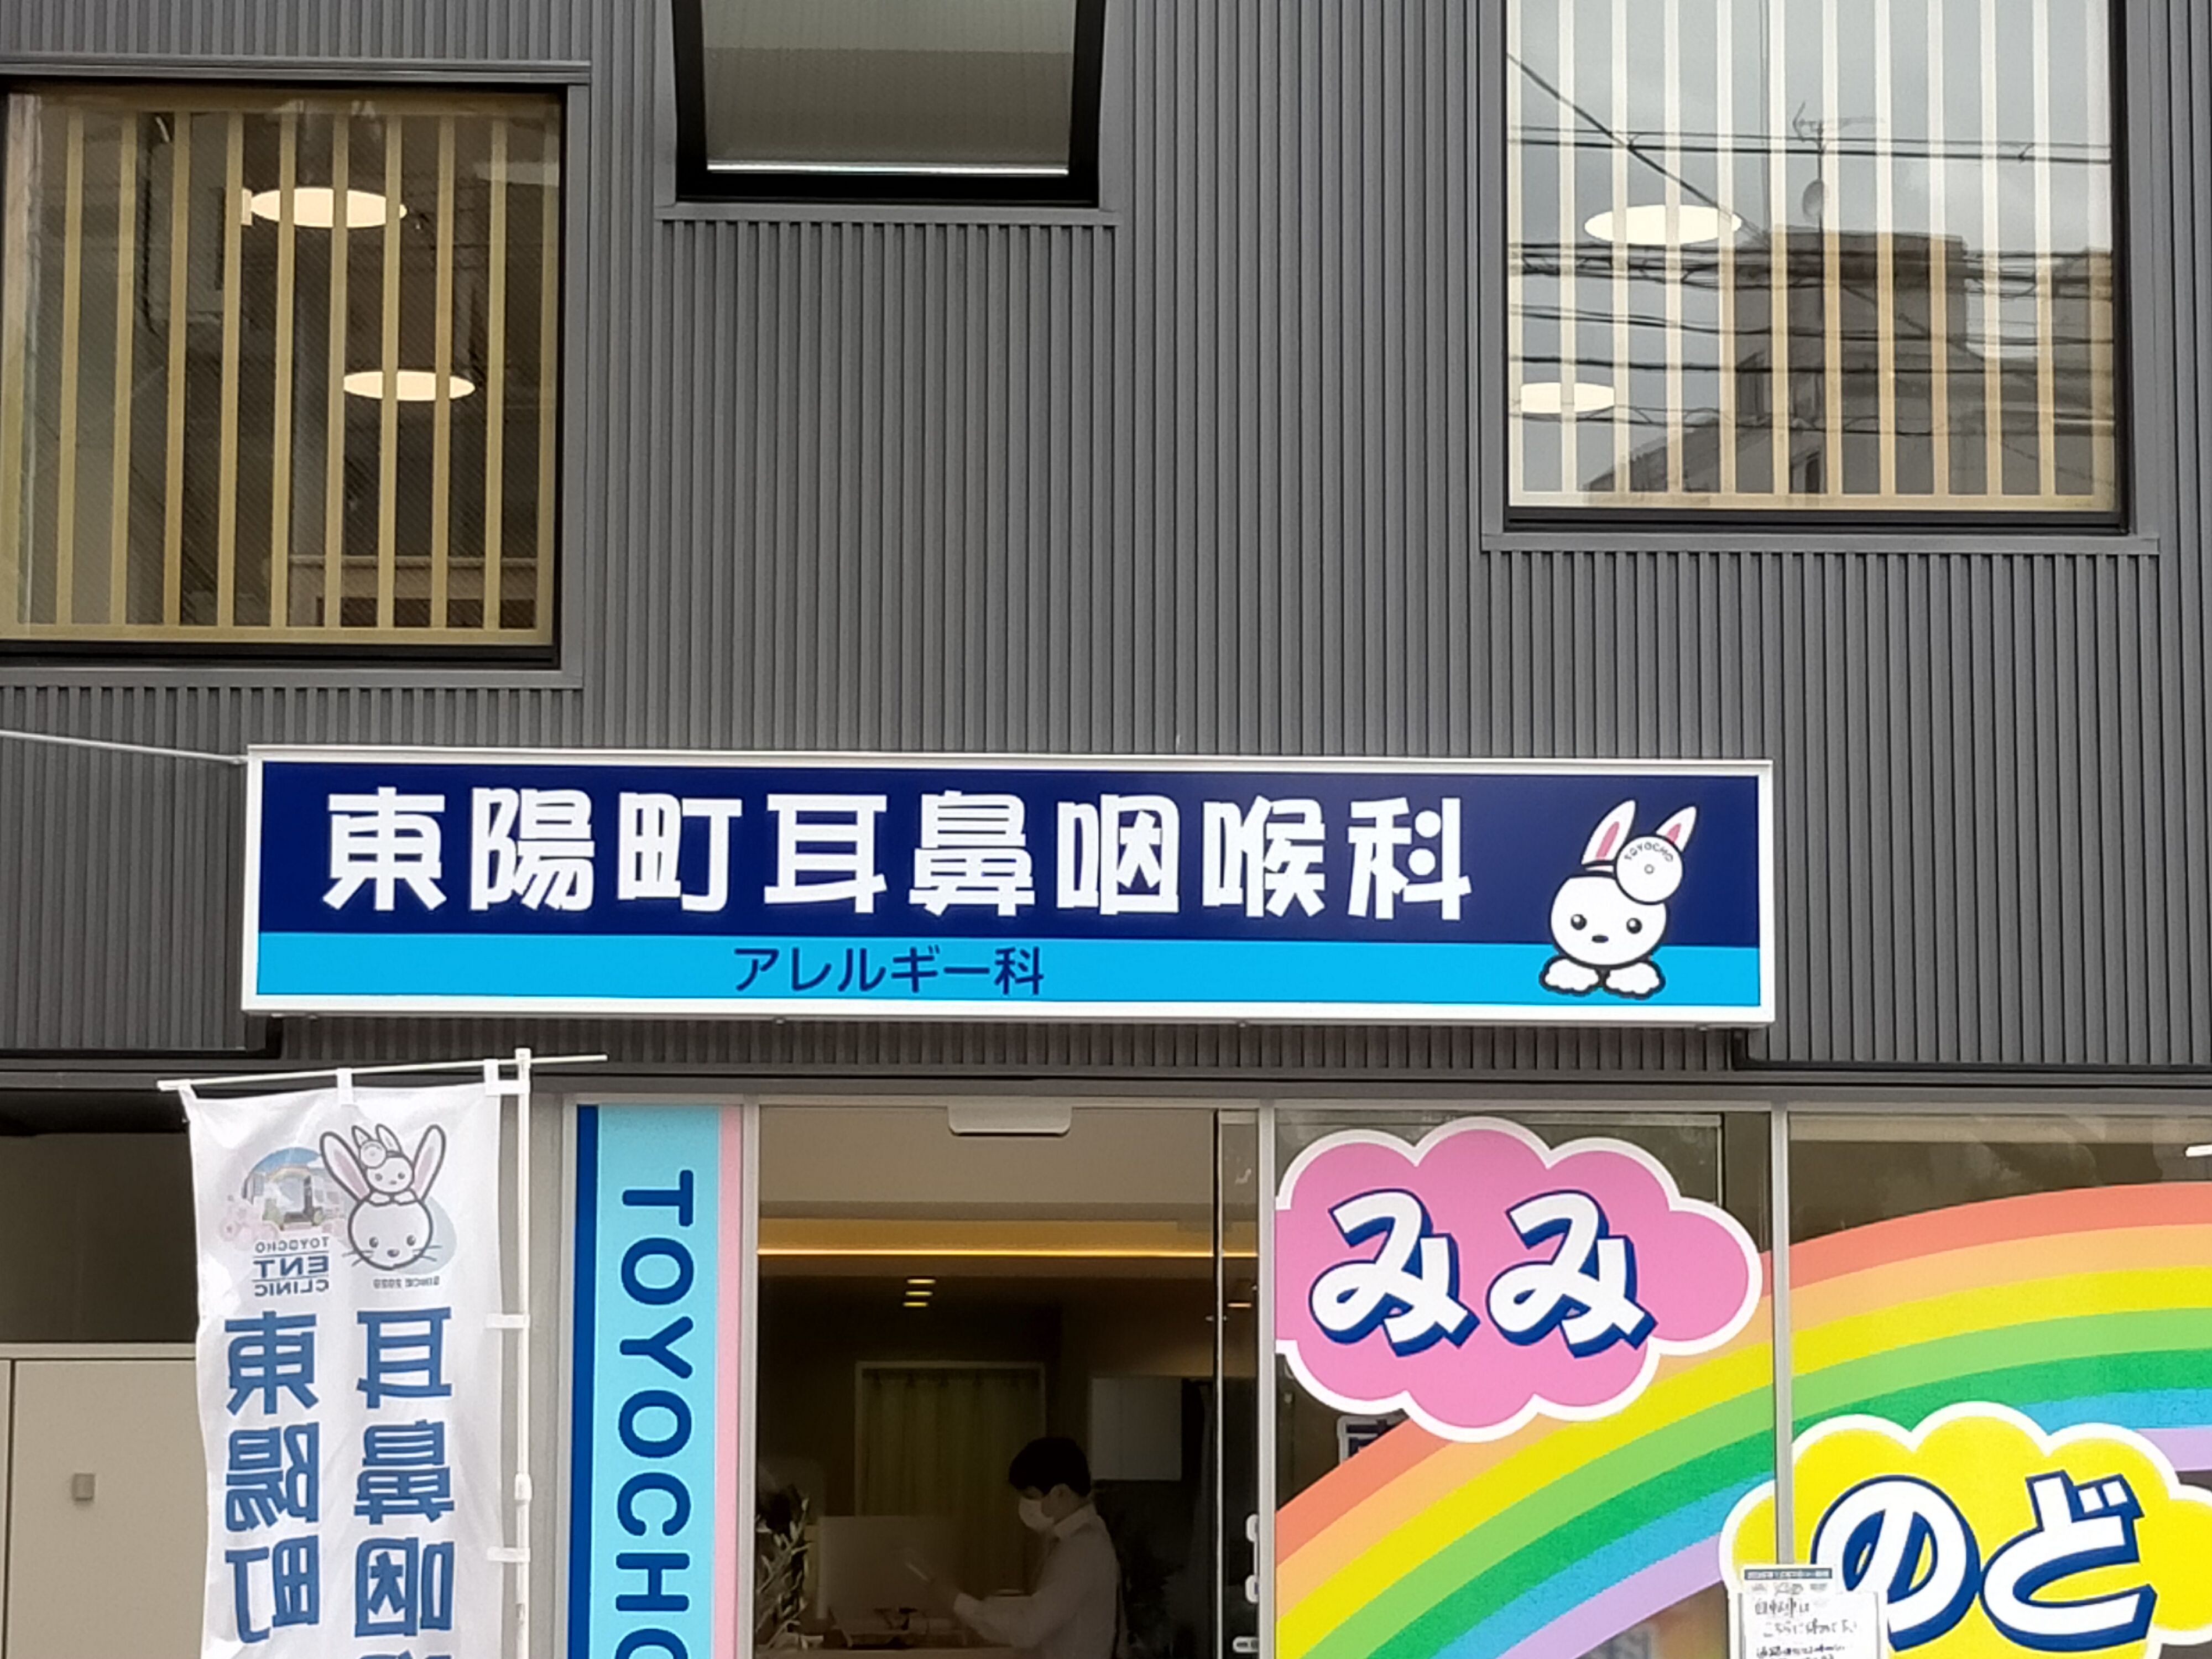 東陽町耳鼻咽喉科
アレルギー科
TOYOCHO
TOYOCHO
ENT
CLINIC
SINCE 2020
耳鼻咽
東陽町
TOYOCHO
みみ
のど